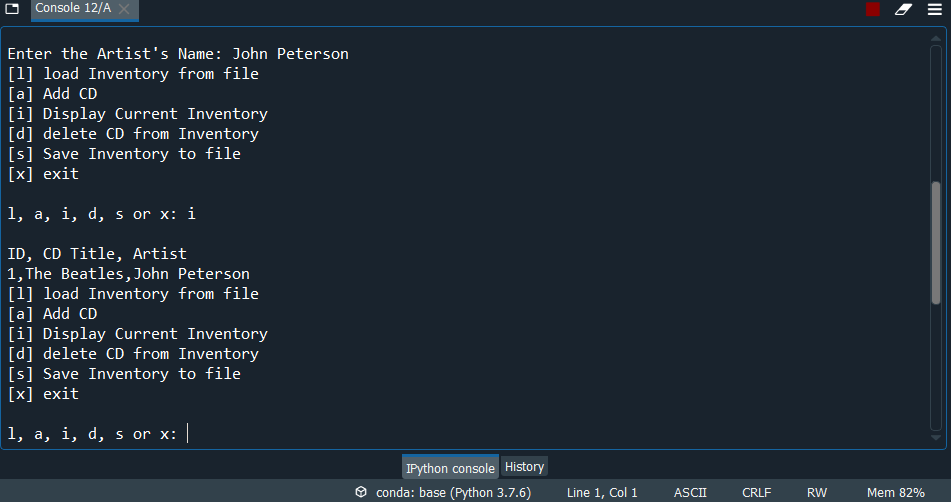 Console 12/A
Enter the Artist's Name: John Peterson
[l] load Inventory from file
[a] Add CD
[i] Display Current Inventory
[d] delete CD from Inventory
[s] Save Inventory to file
[x] exit
l, a, i, d, s or x: i
ID, CD Title, Artist
1,The Beatles,John Peterson
[l] load Inventory from file
[a] Add CD
[i] Display Current Inventory
[d] delete CD from Inventory
[s] Save Inventory to file
[x] exit
l, a, i, d, s or x:
IPython console History
conda: base (Python 3.7.6) Line 1, Col 1 ASCII CRLF RW Mem 82%